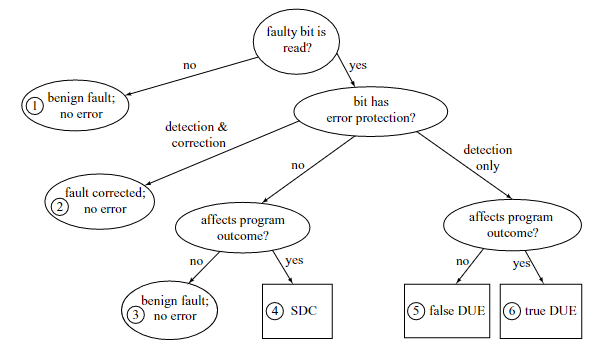 faulty bit is
read?
no
yes
1 benign fault;
no error
bit has
error protection?
detection &
correction
no
detection
only
2 fault corrected;
no error
affects program
outcome?
affects program
outcome?
no
yes
no
yes
3 benign fault;
no error
4 SDC
5 false DUE
6 true DUE